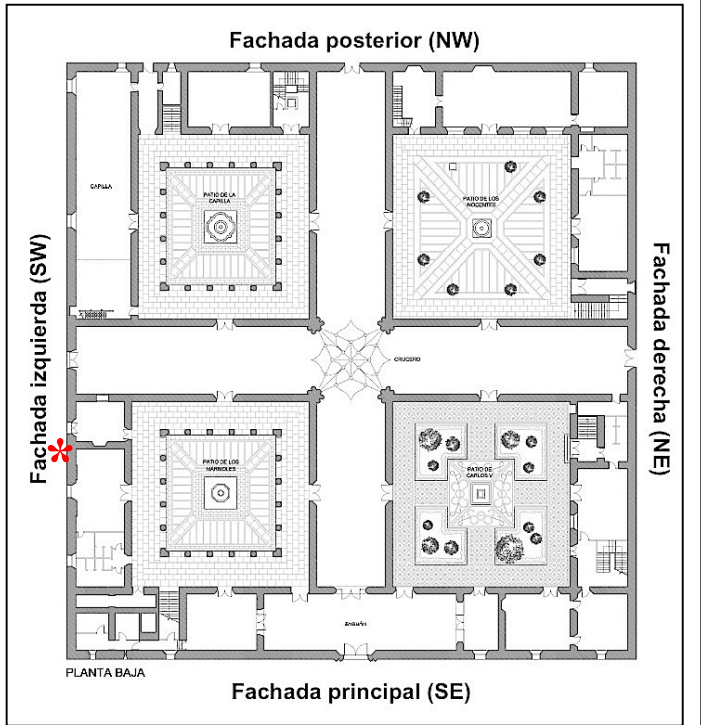 Fachada posterior (NW)
CAPILLA
PATIO DE LA
CAPILLA
PATIO DE LOS
INOCENTES
Fachada izquierda (SW)
Fachada derecha (NE)
CRUCERO
*
PATIO DE LOS
MÁRMOLES
PATIO DE
CARLOS V
ZAGUÁN
PLANTA BAJA
Fachada principal (SE)